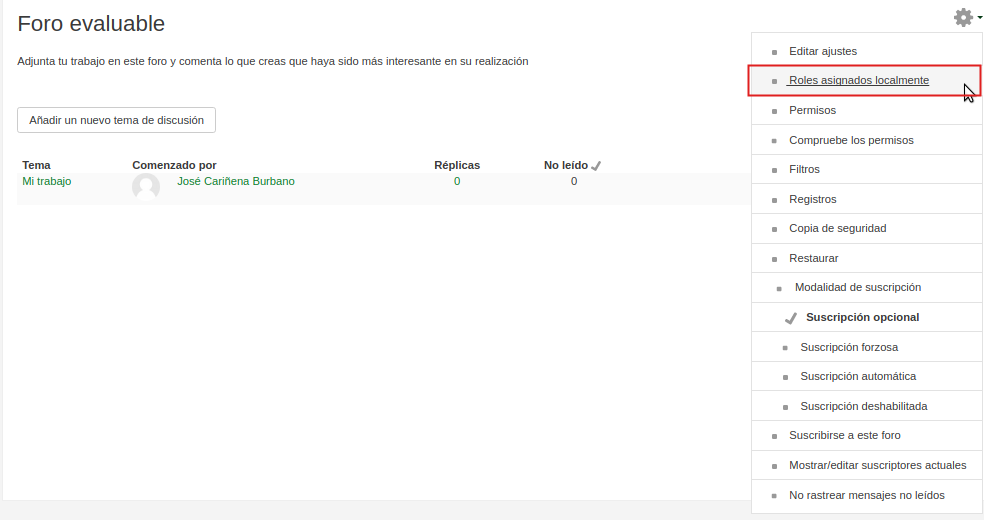 Foro evaluable
Adjunta tu trabajo en este foro y comenta lo que creas que haya sido más interesante en su realización
Añadir un nuevo tema de discusión
Tema Comenzado por Réplicas No leído
Mi trabajo José Cariñena Burbano 0 0
Editar ajustes
Roles asignados localmente
Permisos
Compruebe los permisos
Filtros
Registros
Copia de seguridad
Restaurar
Modalidad de suscripción
Suscripción opcional
Suscripción forzosa
Suscripción automática
Suscripción deshabilitada
Suscribirse a este foro
Mostrar/editar suscriptores actuales
No rastrear mensajes no leídos